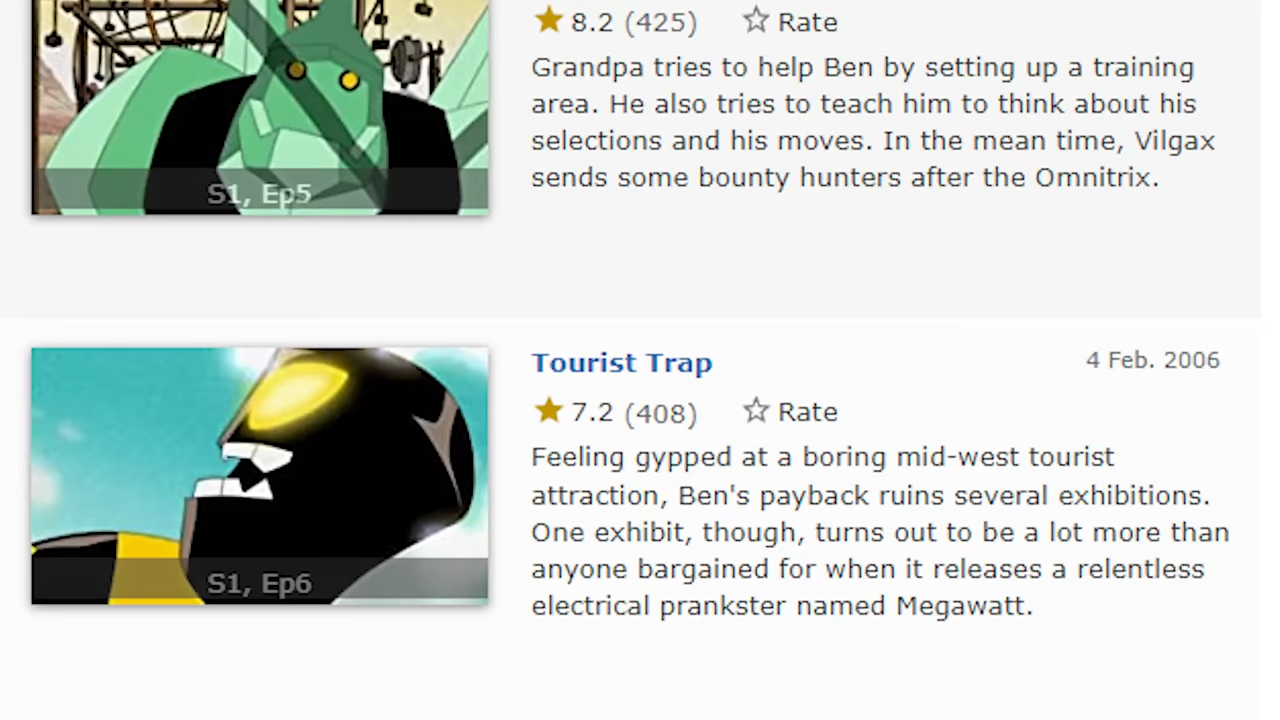 8.2 (425) Rate
Grandpa tries to help Ben by setting up a training
area. He also tries to teach him to think about his
selections and his moves. In the mean time, Vilgax
sends some bounty hunters after the Omnitrix.
S1, Ep5
Tourist Trap 4 Feb. 2006
7.2 (408) Rate
Feeling gypped at a boring mid-west tourist
attraction, Ben's payback ruins several exhibitions.
One exhibit, though, turns out to be a lot more than
anyone bargained for when it releases a relentless
electrical prankster named Megawatt.
S1, Ep6